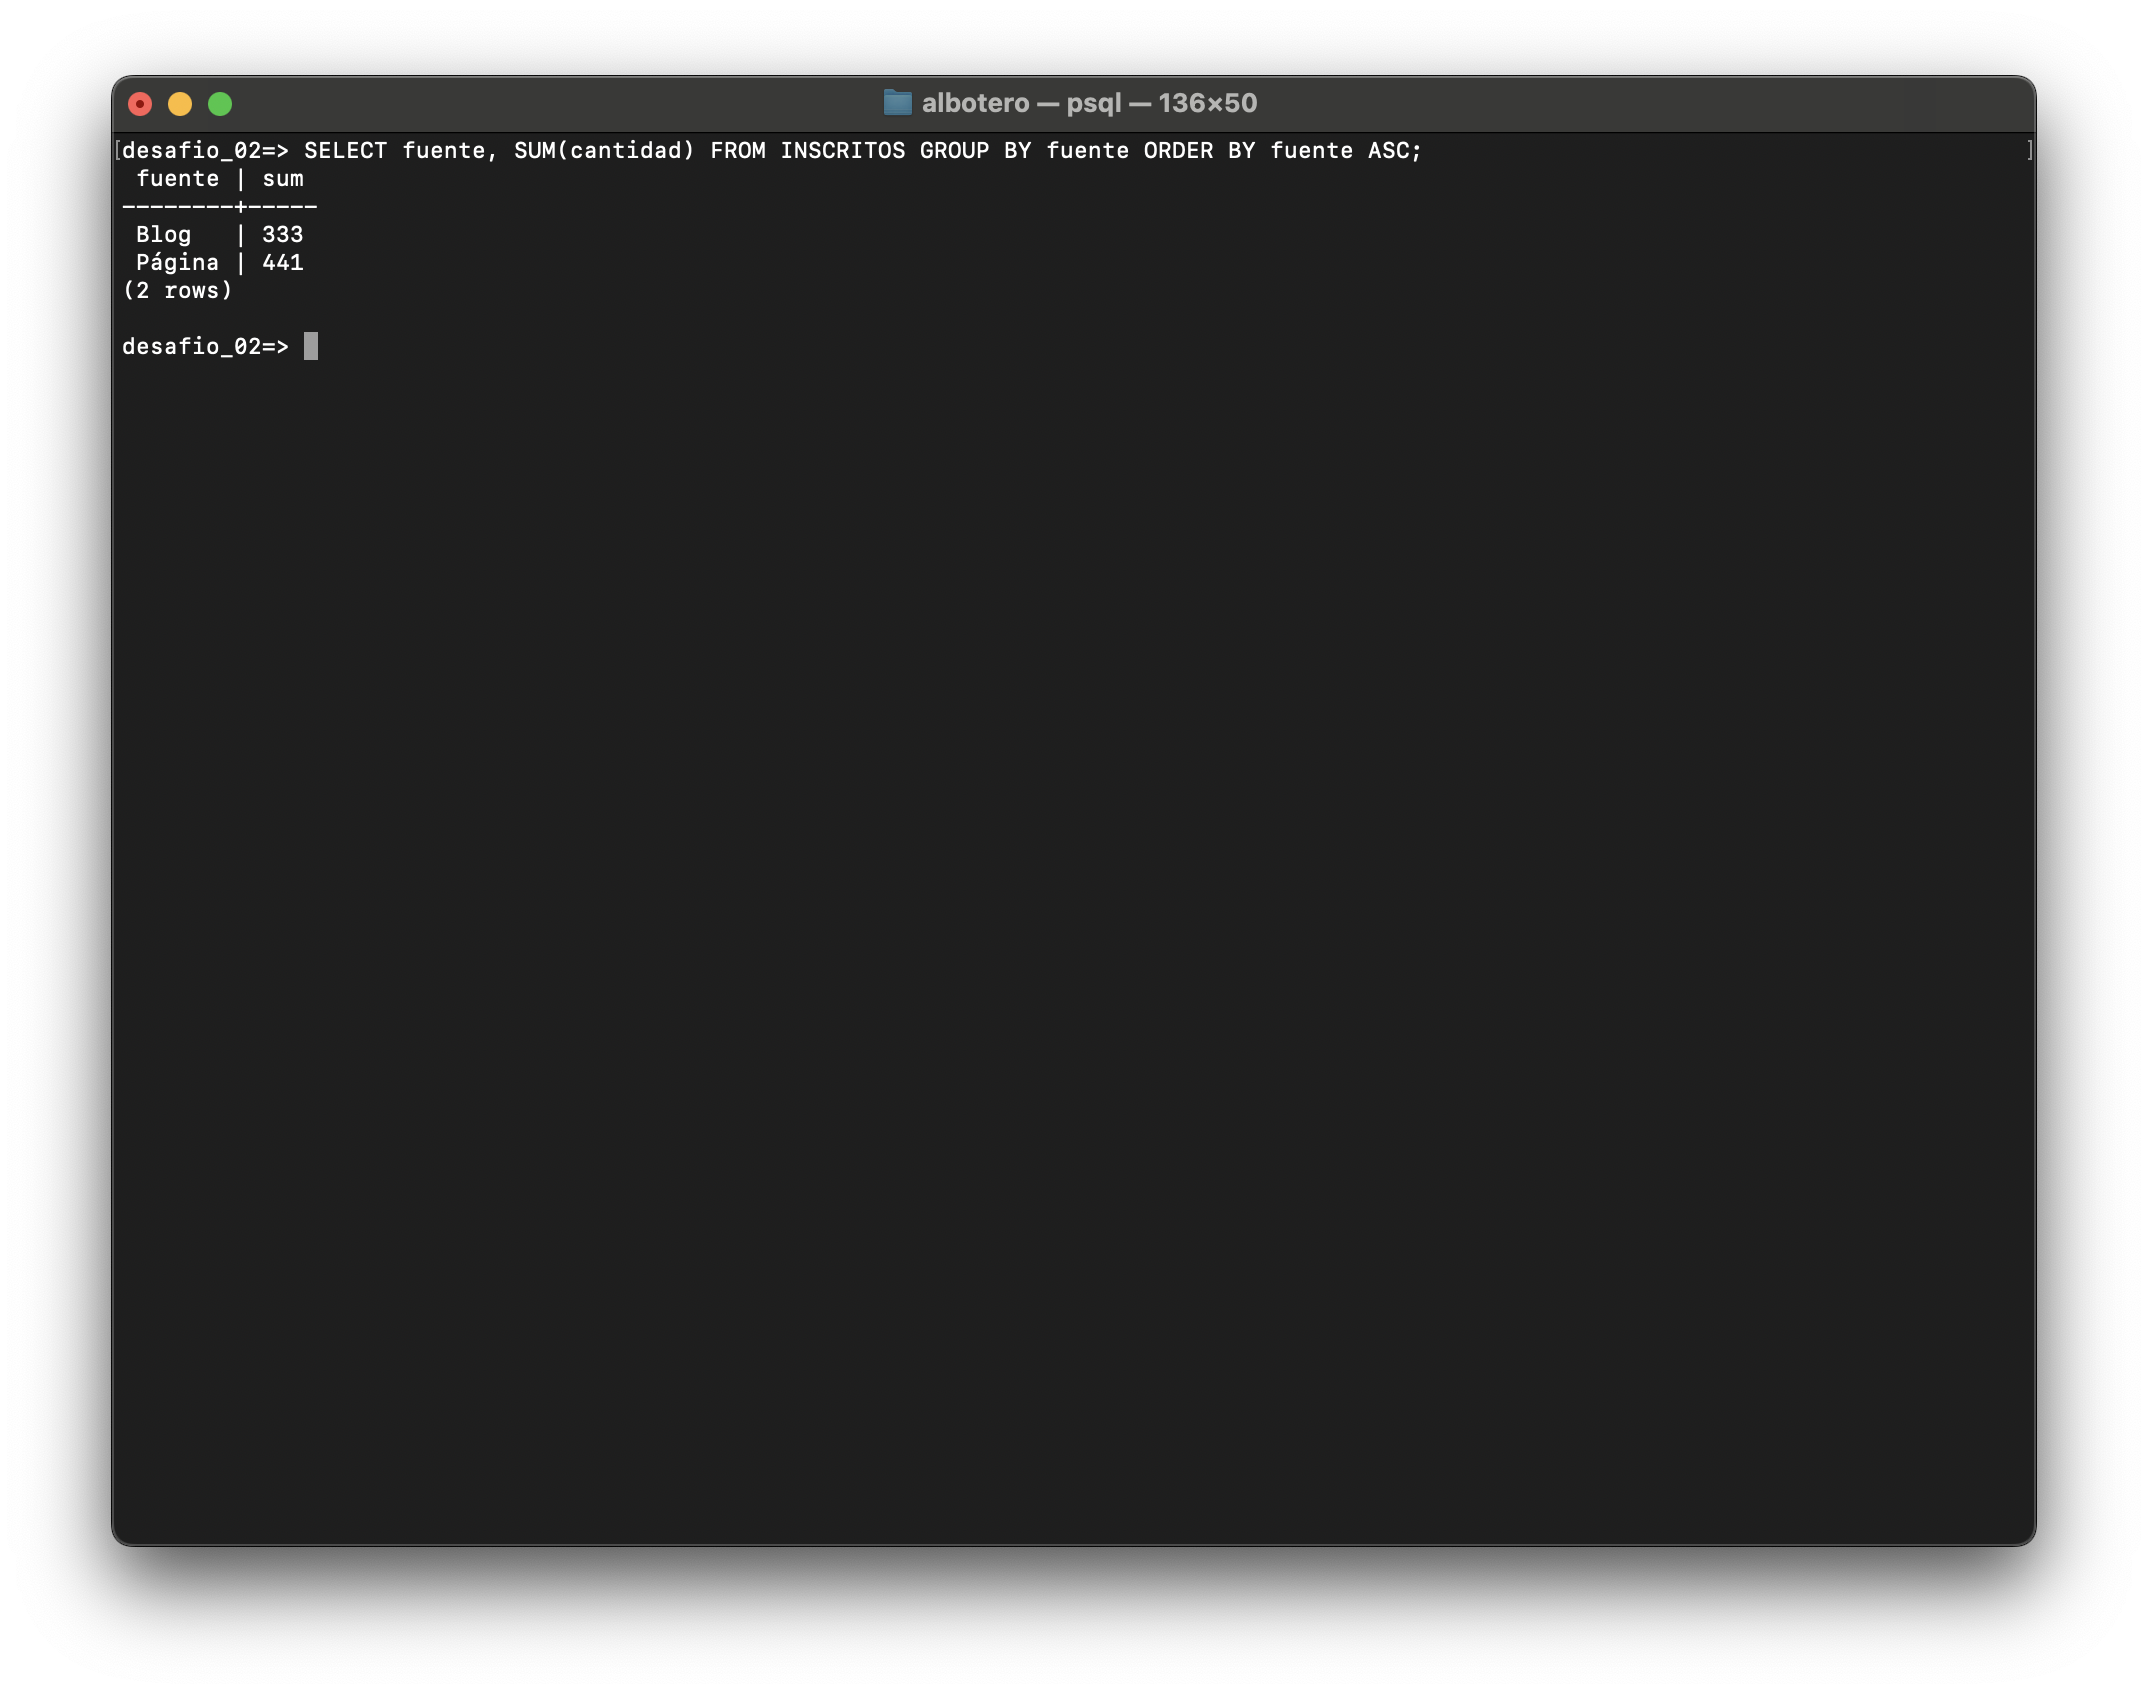 albotero — psql — 136×50
[desafio_02=> SELECT fuente, SUM(cantidad) FROM INSCRITOS GROUP BY fuente ORDER BY fuente ASC; ]
 fuente | sum
--------+-----
 Blog   | 333
 Página | 441
(2 rows)

desafio_02=>